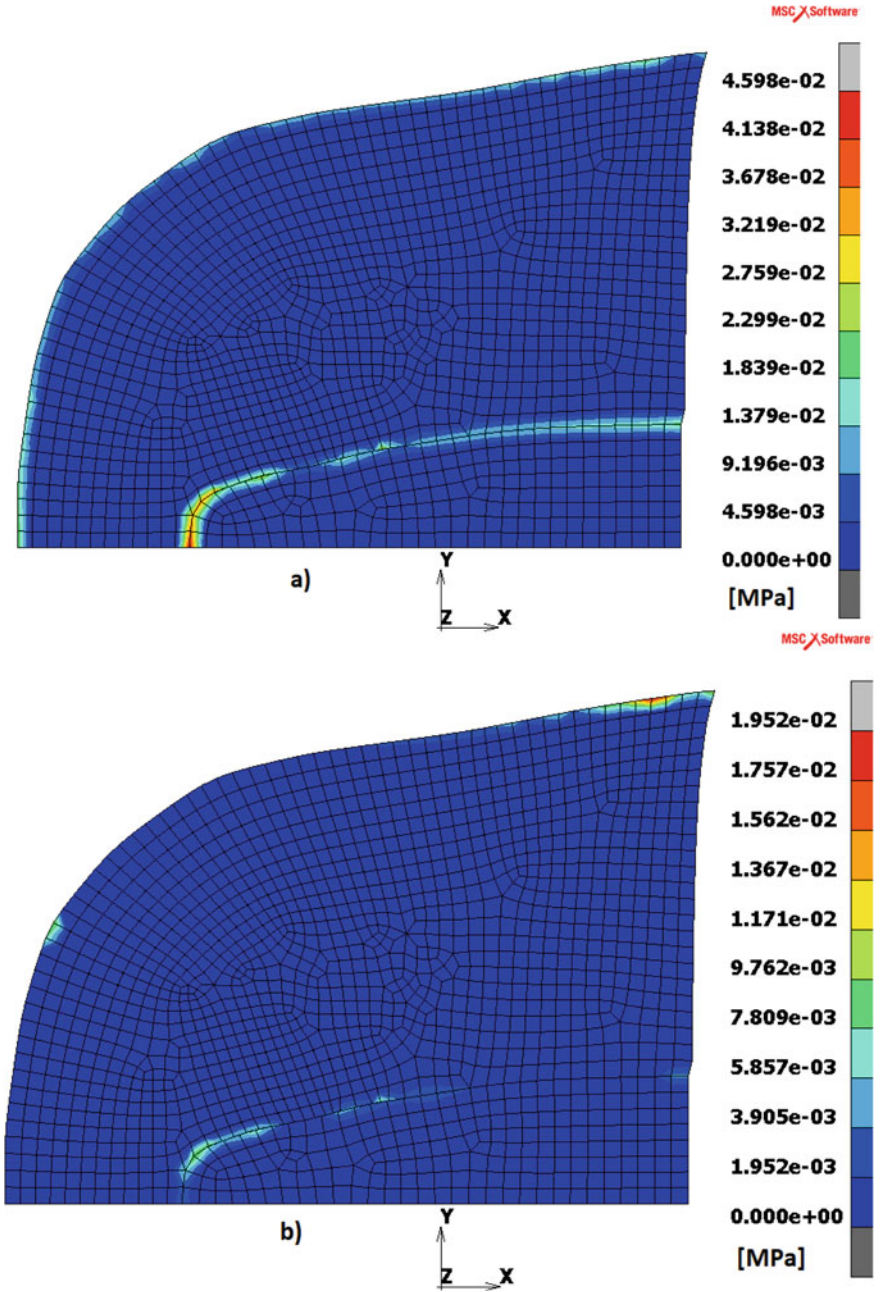 MSC Software
4.598e-02
4.138e-02
3.678e-02
3.219e-02
2.759e-02
2.299e-02
1.839e-02
1.379e-02
9.196e-03
4.598e-03
0.000e+00
[MPa]
Y
Z X
a)
MSC Software
1.952e-02
1.757e-02
1.562e-02
1.367e-02
1.171e-02
9.762e-03
7.809e-03
5.857e-03
3.905e-03
1.952e-03
0.000e+00
[MPa]
Y
Z X
b)